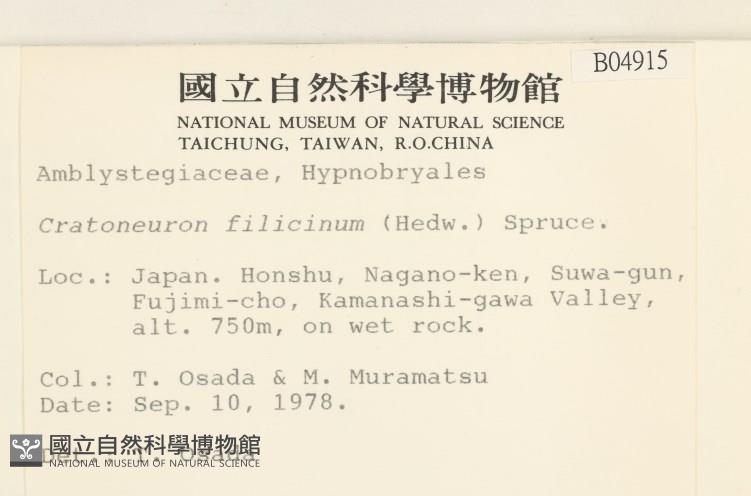 B04915
國立自然科學博物館
NATIONAL MUSEUM OF NATURAL SCIENCE
TAICHUNG, TAIWAN, R.O.CHINA
Amblystegiaceae, Hypnobryales
Cratoneuron filicinum (Hedw.) Spruce.
Loc.: Japan. Honshu, Nagano-ken, Suwa-gun,
Fujimi-cho, Kamanashi-gawa Valley,
alt. 750m, on wet rock.
Col.: T. Osada & M. Muramatsu
Date: Sep. 10, 1978.
Det.: T. Osada
國立自然科學博物館
NATIONAL MUSEUM OF NATURAL SCIENCE